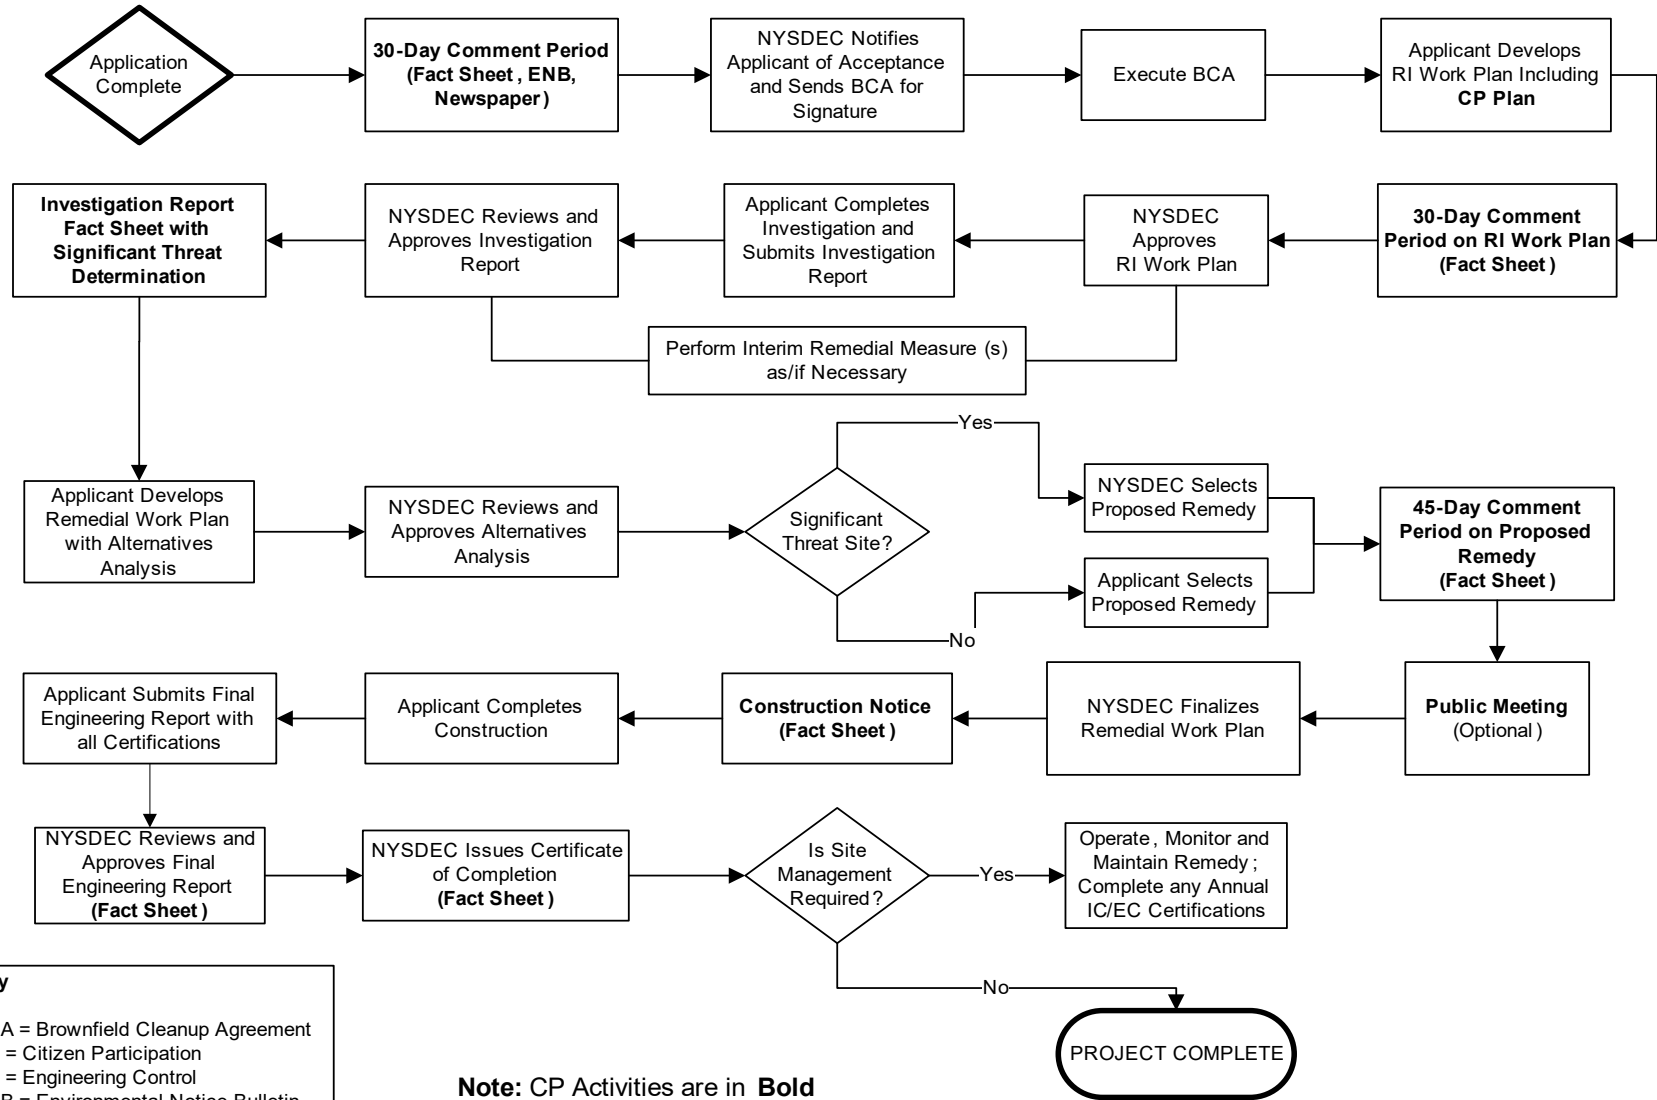 Application
Complete
30-Day Comment Period
(Fact Sheet, ENB,
Newspaper)
NYSDEC Notifies
Applicant of Acceptance
and Sends BCA for
Signature
Execute BCA
Applicant Develops
RI Work Plan Including
CP Plan
Investigation Report
Fact Sheet with
Significant Threat
Determination
NYSDEC Reviews and
Approves Investigation
Report
Applicant Completes
Investigation and
Submits Investigation
Report
NYSDEC
Approves
RI Work Plan
30-Day Comment
Period on RI Work Plan
(Fact Sheet)
Perform Interim Remedial Measure (s)
as/if Necessary
Yes
Applicant Develops
Remedial Work Plan
with Alternatives
Analysis
NYSDEC Reviews and
Approves Alternatives
Analysis
Significant
Threat Site?
NYSDEC Selects
Proposed Remedy
Applicant Selects
Proposed Remedy
45-Day Comment
Period on Proposed
Remedy
(Fact Sheet)
No
Applicant Submits Final
Engineering Report with
all Certifications
Applicant Completes
Construction
Construction Notice
(Fact Sheet)
NYSDEC Finalizes
Remedial Work Plan
Public Meeting
(Optional)
NYSDEC Reviews and
Approves Final
Engineering Report
(Fact Sheet)
NYSDEC Issues Certificate
of Completion
(Fact Sheet)
Is Site
Management
Required?
Yes
Operate, Monitor and
Maintain Remedy;
Complete any Annual
IC/EC Certifications
No
PROJECT COMPLETE
y
A = Brownfield Cleanup Agreement
= Citizen Participation
= Engineering Control
B = Environmental Notice Bulletin
Note: CP Activities are in Bold